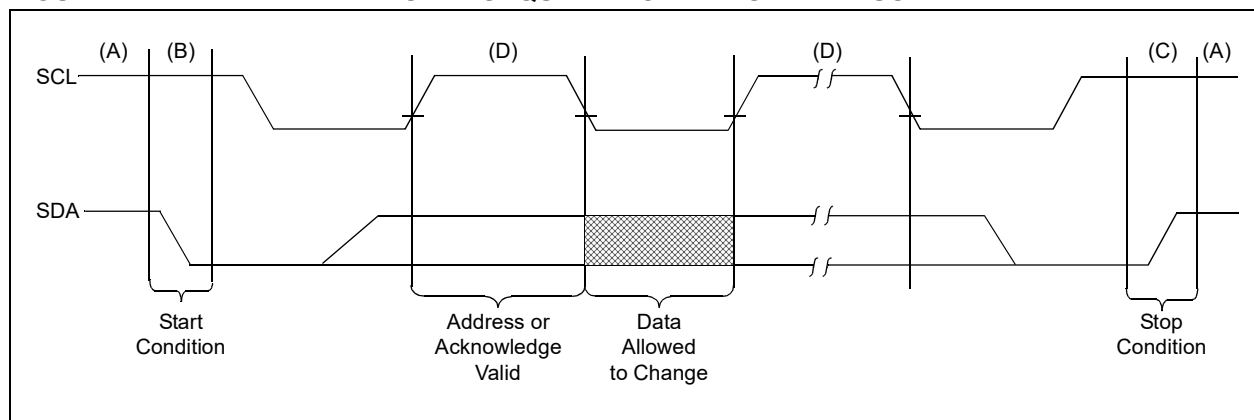 (A) (B) (D) (D) (C) (A)
SCL
SDA
Start
Condition
Address or
Acknowledge
Valid
Data
Allowed
to Change
Stop
Condition